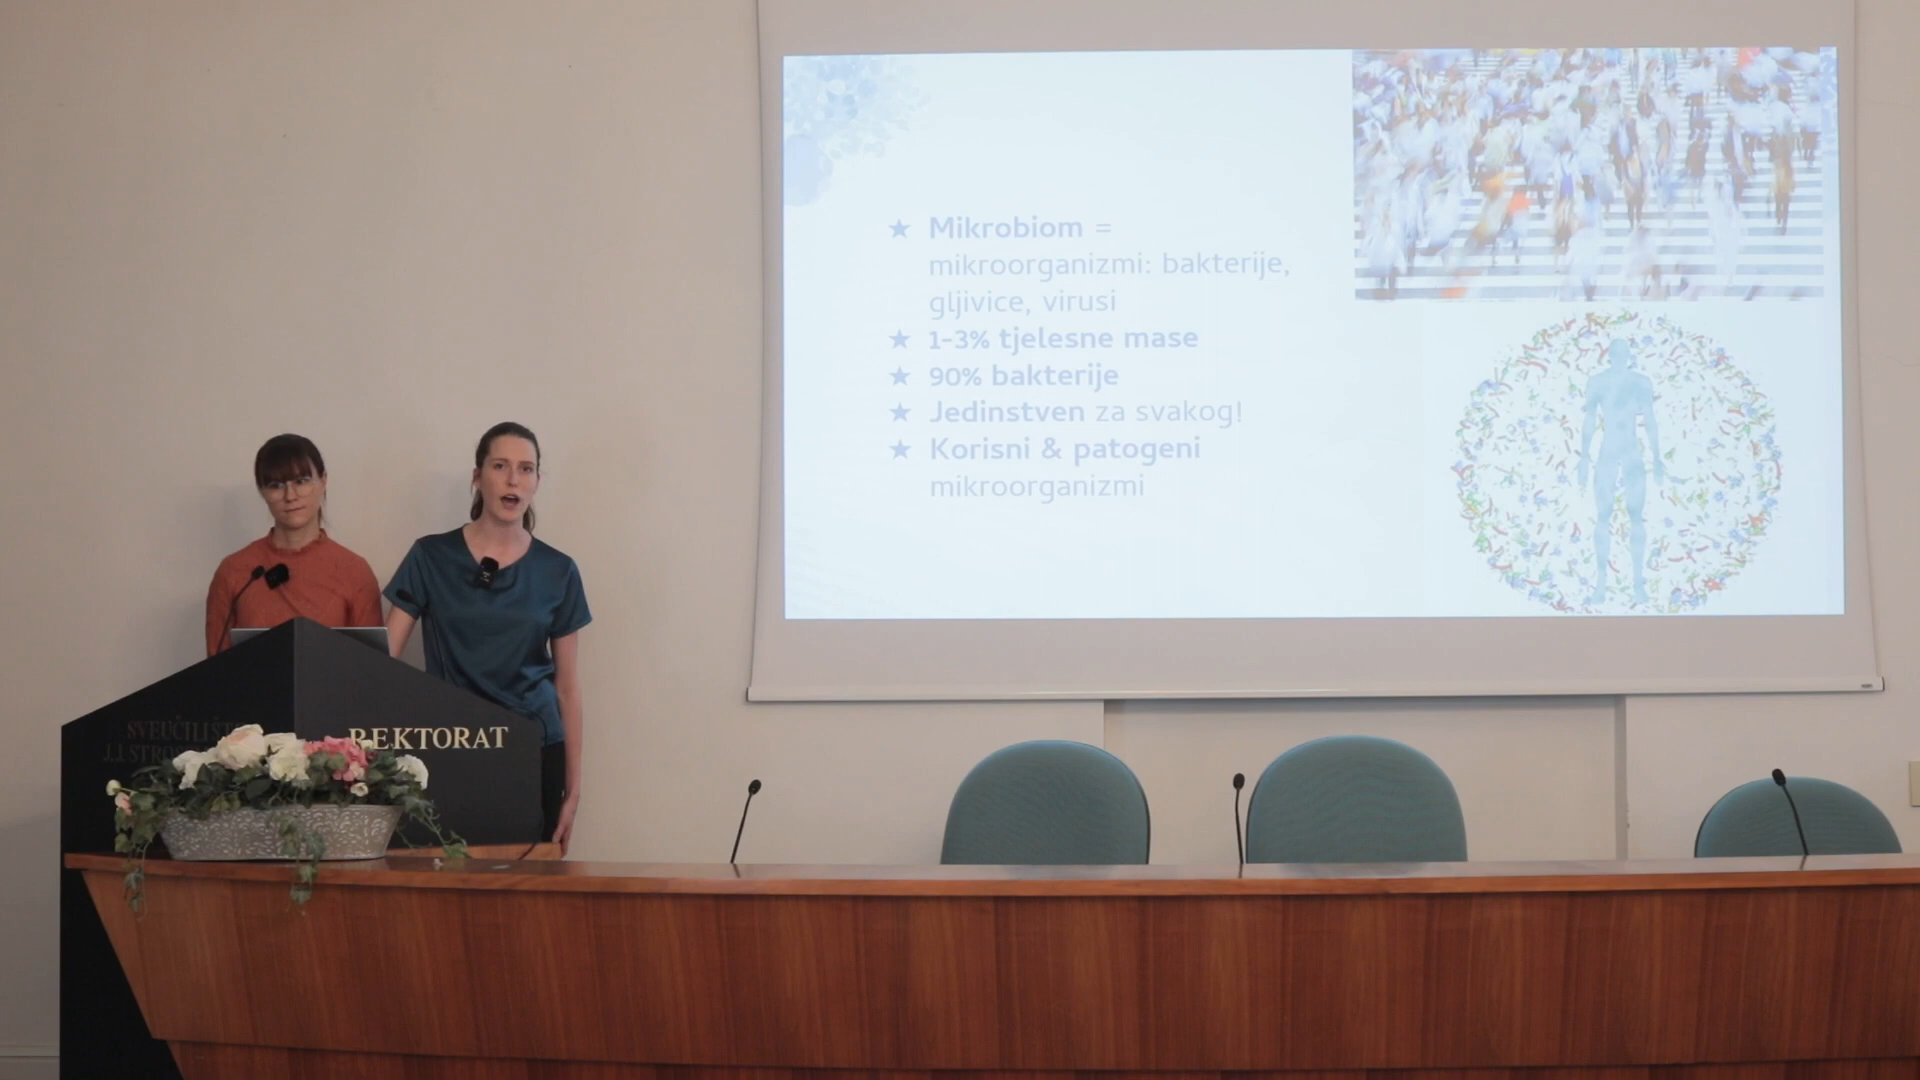 ★ Mikrobiom =
mikroorganizmi: bakterije,
gljivice, virusi
★ 1-3% tjelesne mase
★ 90% bakterije
★ Jedinstven za svakog!
★ Korisni & patogeni
mikroorganizmi
REKTORAT